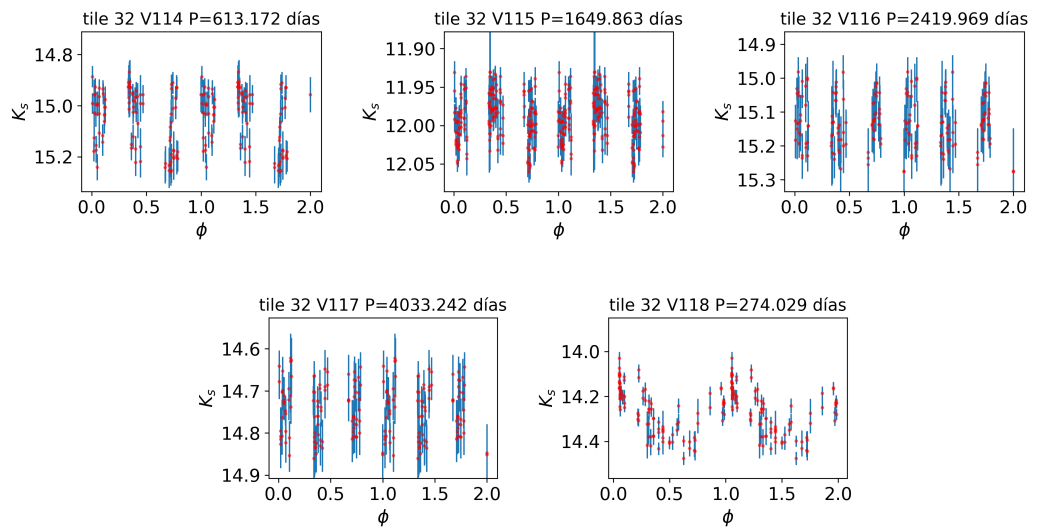 tile 32 V114 P=613.172 días
14.8
15.0
15.2
K_s
0.0 0.5 1.0 1.5 2.0
ϕ
tile 32 V115 P=1649.863 días
11.90
11.95
12.00
12.05
K_s
0.0 0.5 1.0 1.5 2.0
ϕ
tile 32 V116 P=2419.969 días
14.9
15.0
15.1
15.2
15.3
K_s
0.0 0.5 1.0 1.5 2.0
ϕ
tile 32 V117 P=4033.242 días
14.6
14.7
14.8
14.9
K_s
0.0 0.5 1.0 1.5 2.0
ϕ
tile 32 V118 P=274.029 días
14.0
14.2
14.4
K_s
0.0 0.5 1.0 1.5 2.0
ϕ